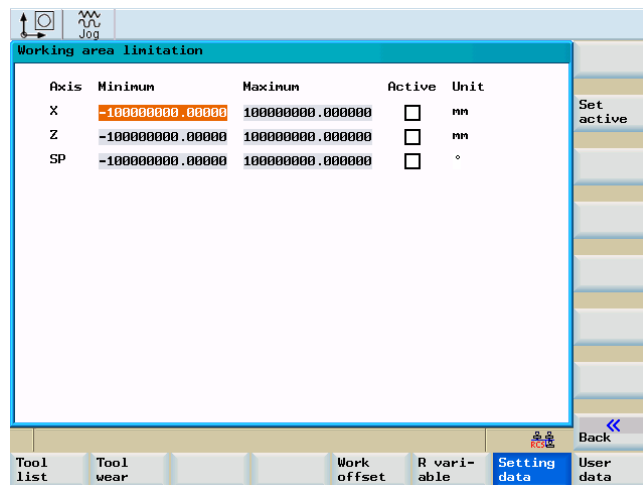 Jog
Working area limitation
Axis Minimum Maximum Active Unit
X -100000000.00000 100000000.000000 mm
Z -100000000.00000 100000000.000000 mm
SP -100000000.00000 100000000.000000 °
Set
active
RCS
«
Back
Tool
list
Tool
wear
Work
offset
R vari-
able
Setting
data
User
data